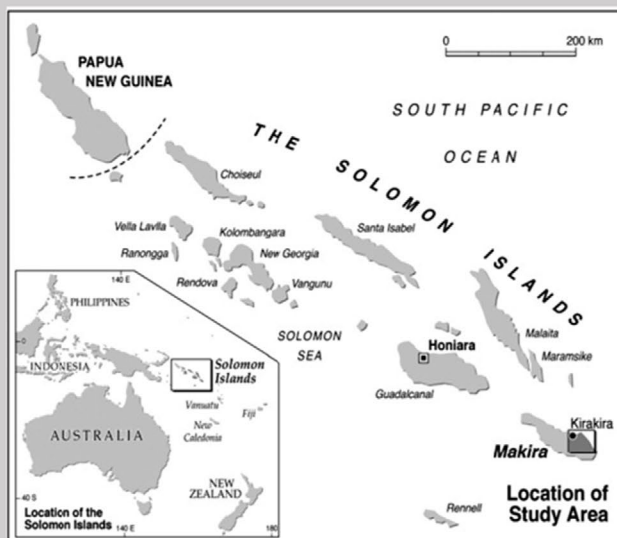 0 200 km
PAPUA
NEW GUINEA
SOUTH PACIFIC
OCEAN
THE SOLOMON ISLANDS
Choiseul
Vella Lavlla
Kolombangara
Santa Isabel
Ranongga
New Georgia
Rendova
Vangunu
SOLOMON
SEA
Malaita
Maramsike
Honiara
Guadalcanal
Kirakira
Makira
Rennell
Location of
Study Area
140 E
PHILIPPINES
0
INDONESIA
Solomon
Islands
Vanuatu
Fiji
New
Caledonia
AUSTRALIA
NEW
ZEALAND
40 S
Location of the
Solomon Islands
140 E
180